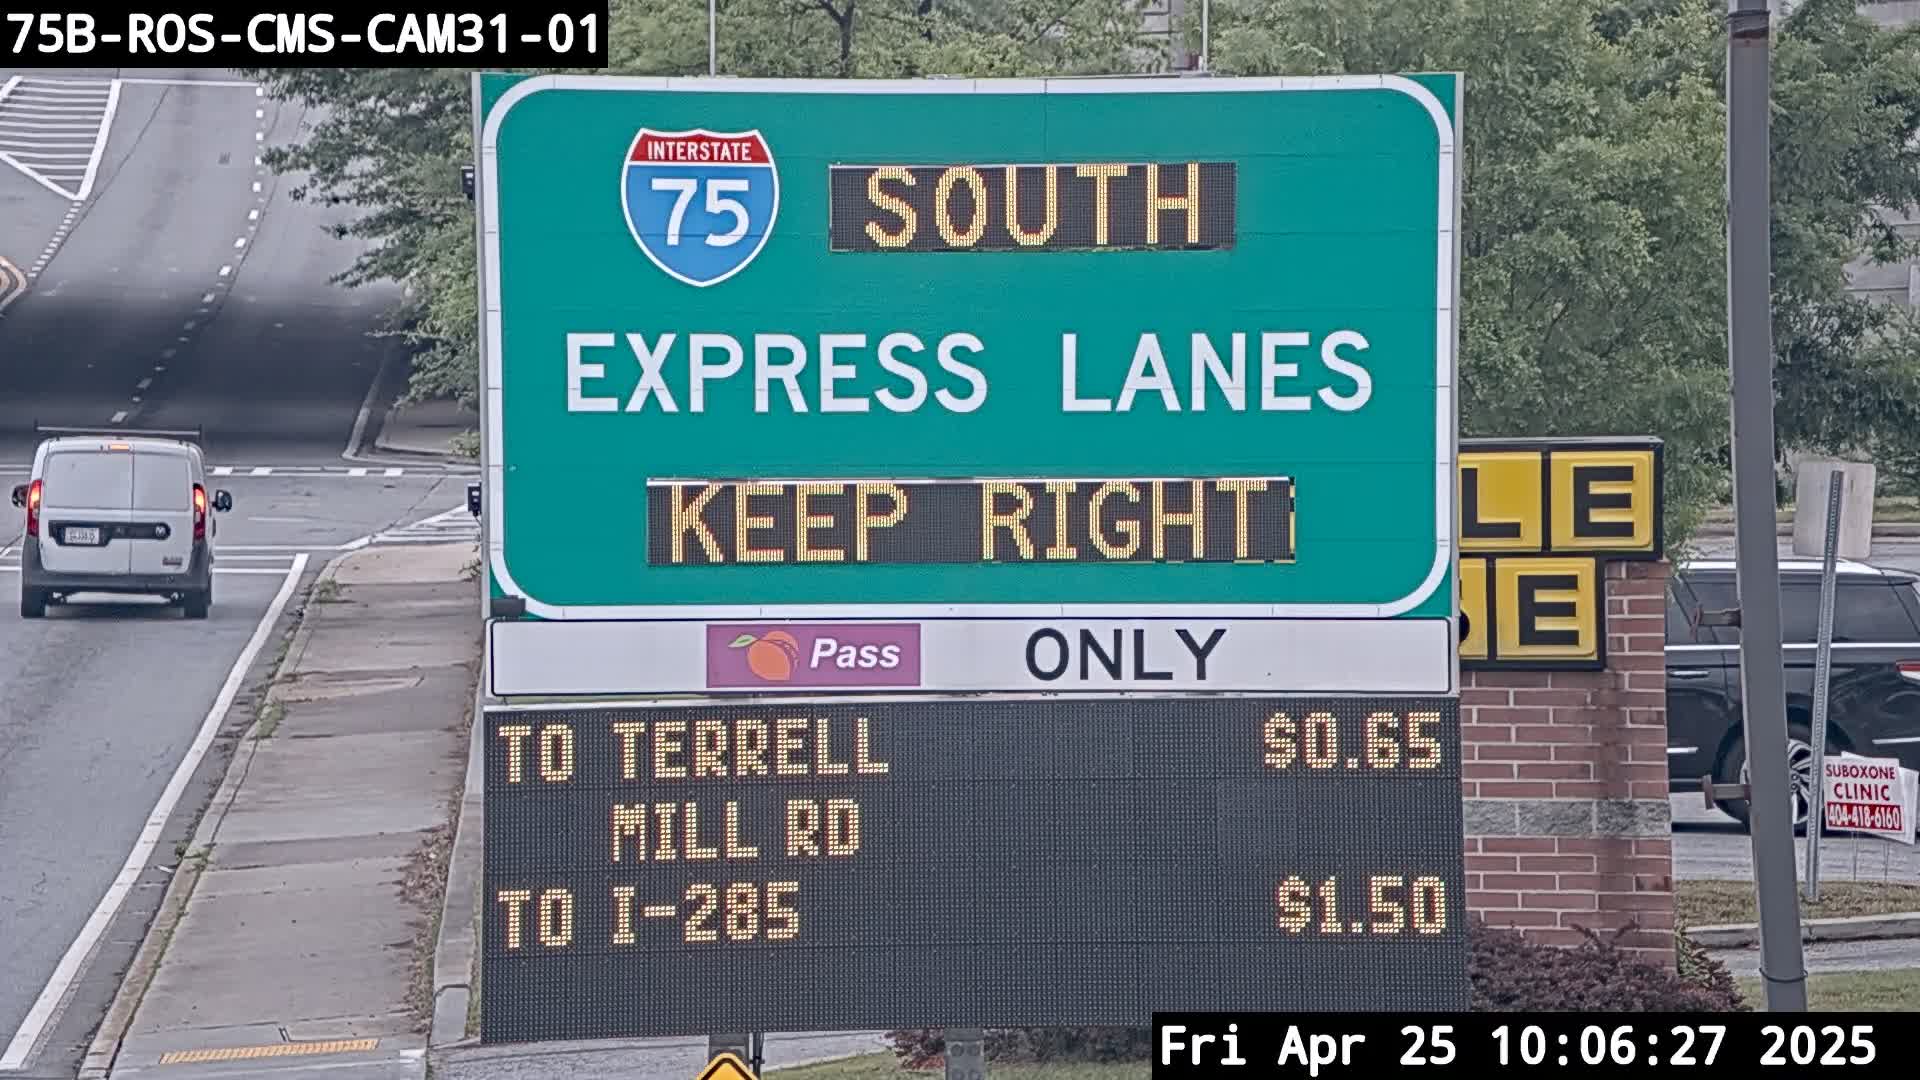 75B-ROS-CMS-CAM31-01
INTERSTATE
75
SOUTH
EXPRESS LANES
KEEP RIGHT
Pass ONLY
TO TERRELL $0.65
MILL RD
TO I-285 $1.50
LE
E
SUBOXONE
CLINIC
404-418-6160
Fri Apr 25 10:06:27 2025